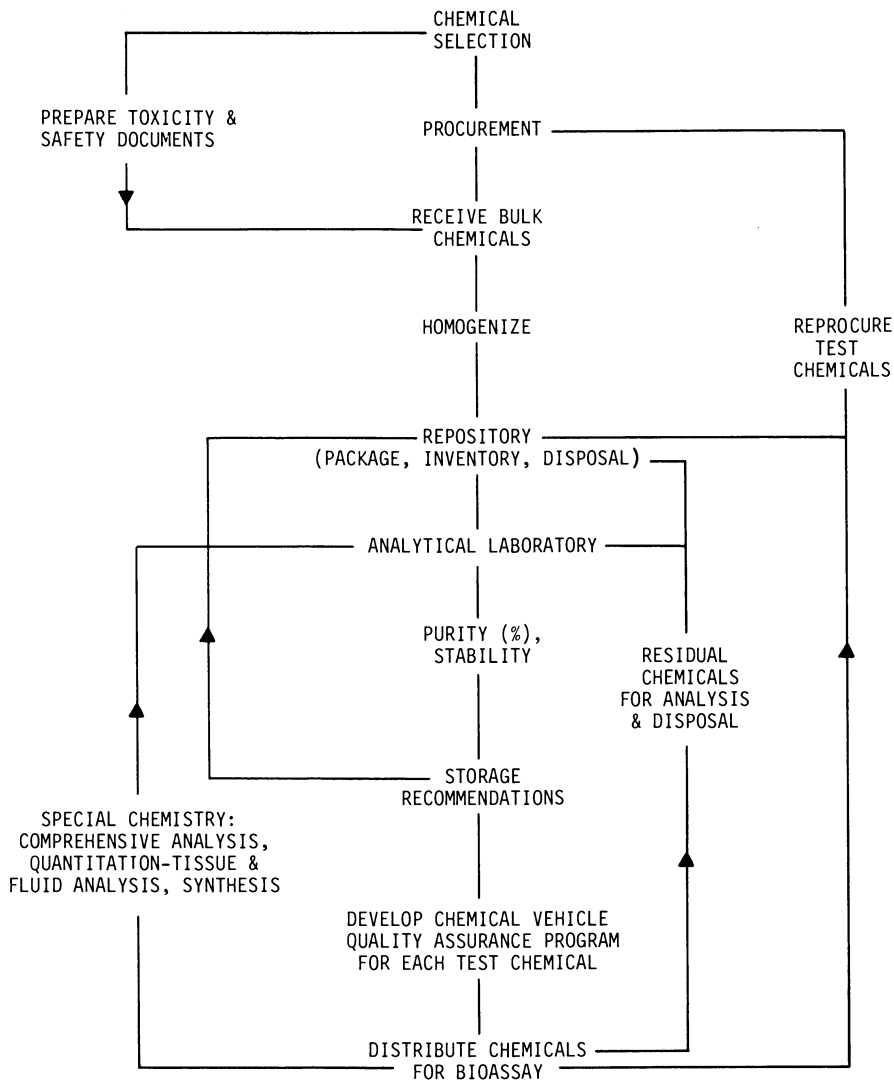 CHEMICAL
SELECTION
PREPARE TOXICITY &
SAFETY DOCUMENTS
PROCUREMENT
RECEIVE BULK
CHEMICALS
HOMOGENIZE
REPROCURE
TEST
CHEMICALS
REPOSITORY
(PACKAGE, INVENTORY, DISPOSAL)
ANALYTICAL LABORATORY
PURITY (%),
STABILITY
RESIDUAL
CHEMICALS
FOR ANALYSIS
& DISPOSAL
STORAGE
RECOMMENDATIONS
SPECIAL CHEMISTRY:
COMPREHENSIVE ANALYSIS,
QUANTITATION-TISSUE &
FLUID ANALYSIS, SYNTHESIS
DEVELOP CHEMICAL VEHICLE
QUALITY ASSURANCE PROGRAM
FOR EACH TEST CHEMICAL
DISTRIBUTE CHEMICALS
FOR BIOASSAY